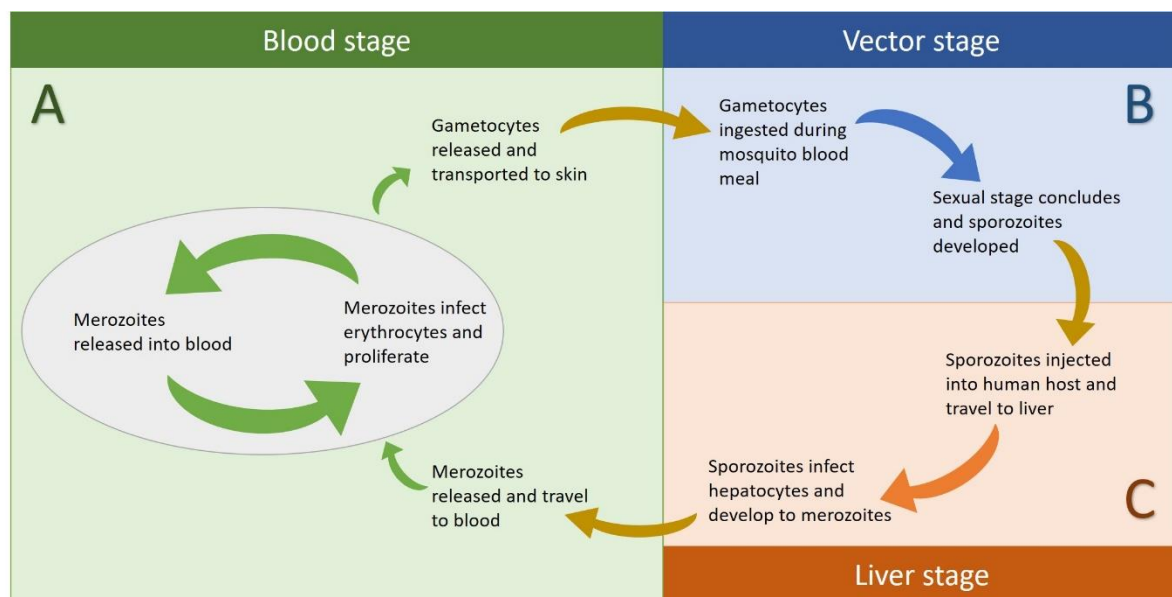 Blood stage
Vector stage
A
Gametocytes
released and
transported to skin
Merozoites
released into blood
Merozoites infect
erythrocytes and
proliferate
Merozoites
released and travel
to blood
B
Gametocytes
ingested during
mosquito blood
meal
Sexual stage concludes
and sporozoites
developed
Sporozoites injected
into human host and
travel to liver
Sporozoites infect
hepatocytes and
develop to merozoites
C
Liver stage